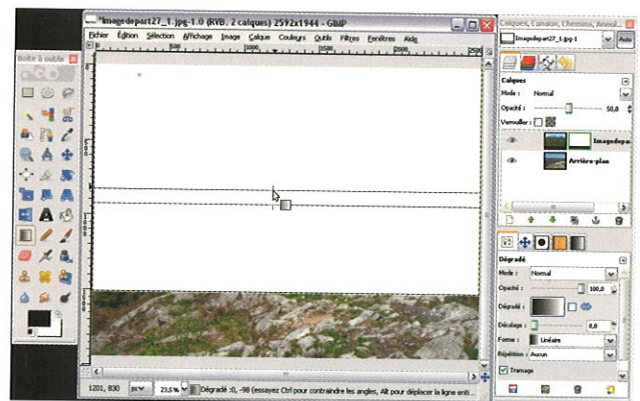 *Imagedepart27_1.jpg-1.0 (RVB, 2 calques) 2592x1944 - GIMP
Fichier Édition Sélection Affichage Image Calque Couleurs Outils Filtres Fenêtres Aide
Boîte à outils
1201, 830 px 23,5% Dégradé :0, -98 (essayez Ctrl pour contraindre les angles, Alt pour déplacer la ligne enti...
Calques, Canaux, Chemins, Annul...
Imagedepart27_1.jpg-1 Auto
Calques
Mode : Normal
Opacité : 50,0
Verrouiller :
Imagedepa
Arrière-plan
Dégradé
Mode : Normal
Opacité : 100,0
Dégradé :
Décalage : 0,0
Forme : Linéaire
Répétition : Aucun
Tramage